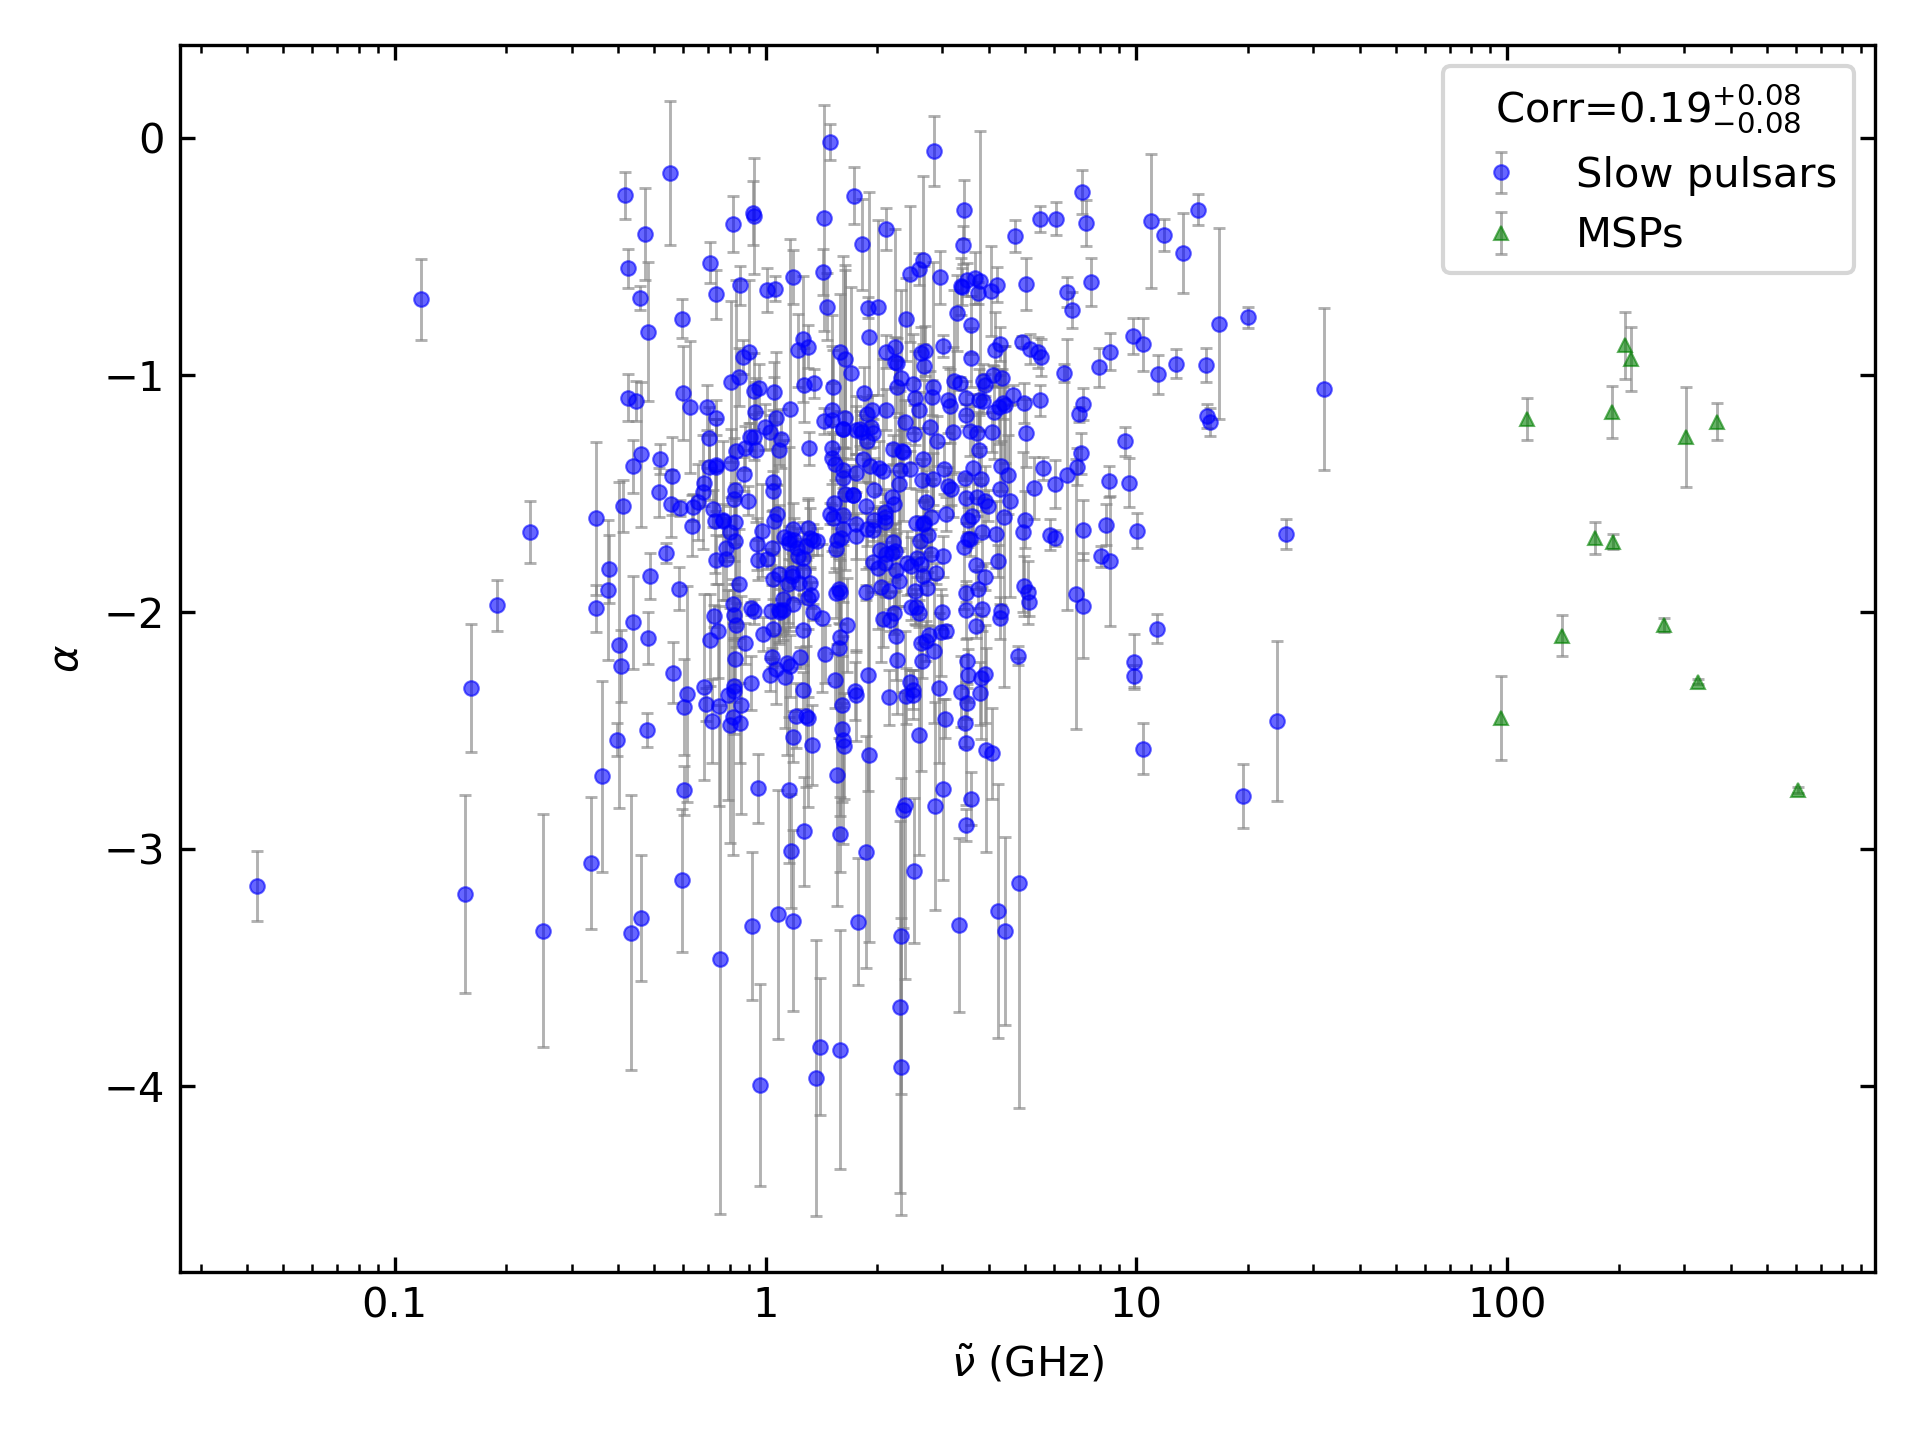 Corr=0.19^{+0.08}_{−0.08}
Slow pulsars
MSPs
0
−1
−2
−3
−4
α
0.1 1 10 100
ν̃ (GHz)